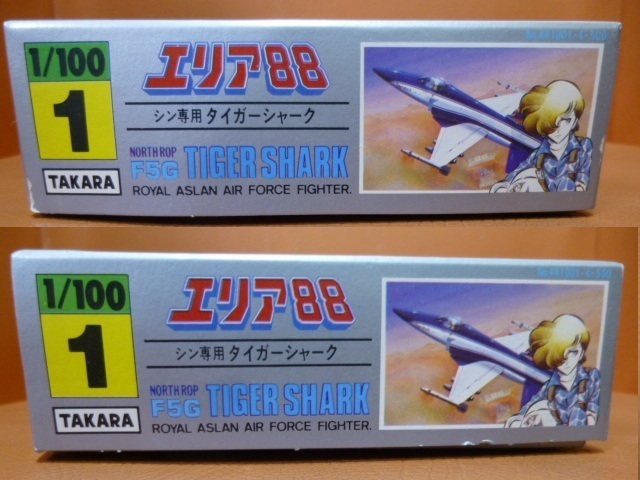 1/100
1
TAKARA
エリア88
シン専用タイガーシャーク
NORTHROP
F5G TIGER SHARK
ROYAL ASLAN AIR FORCE FIGHTER.
1/100
1
TAKARA
エリア88
シン専用タイガーシャーク
NORTHROP
F5G TIGER SHARK
ROYAL ASLAN AIR FORCE FIGHTER.